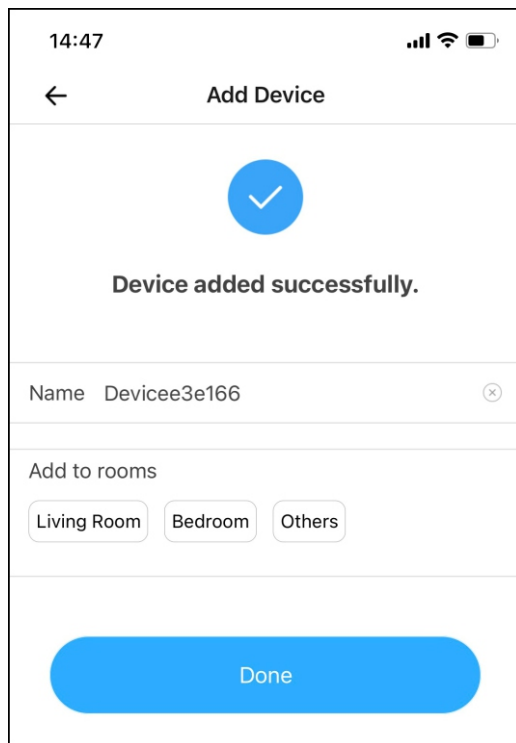 14:47
Add Device
Device added successfully.
Name Devicee3e166
Add to rooms
Living Room Bedroom Others
Done